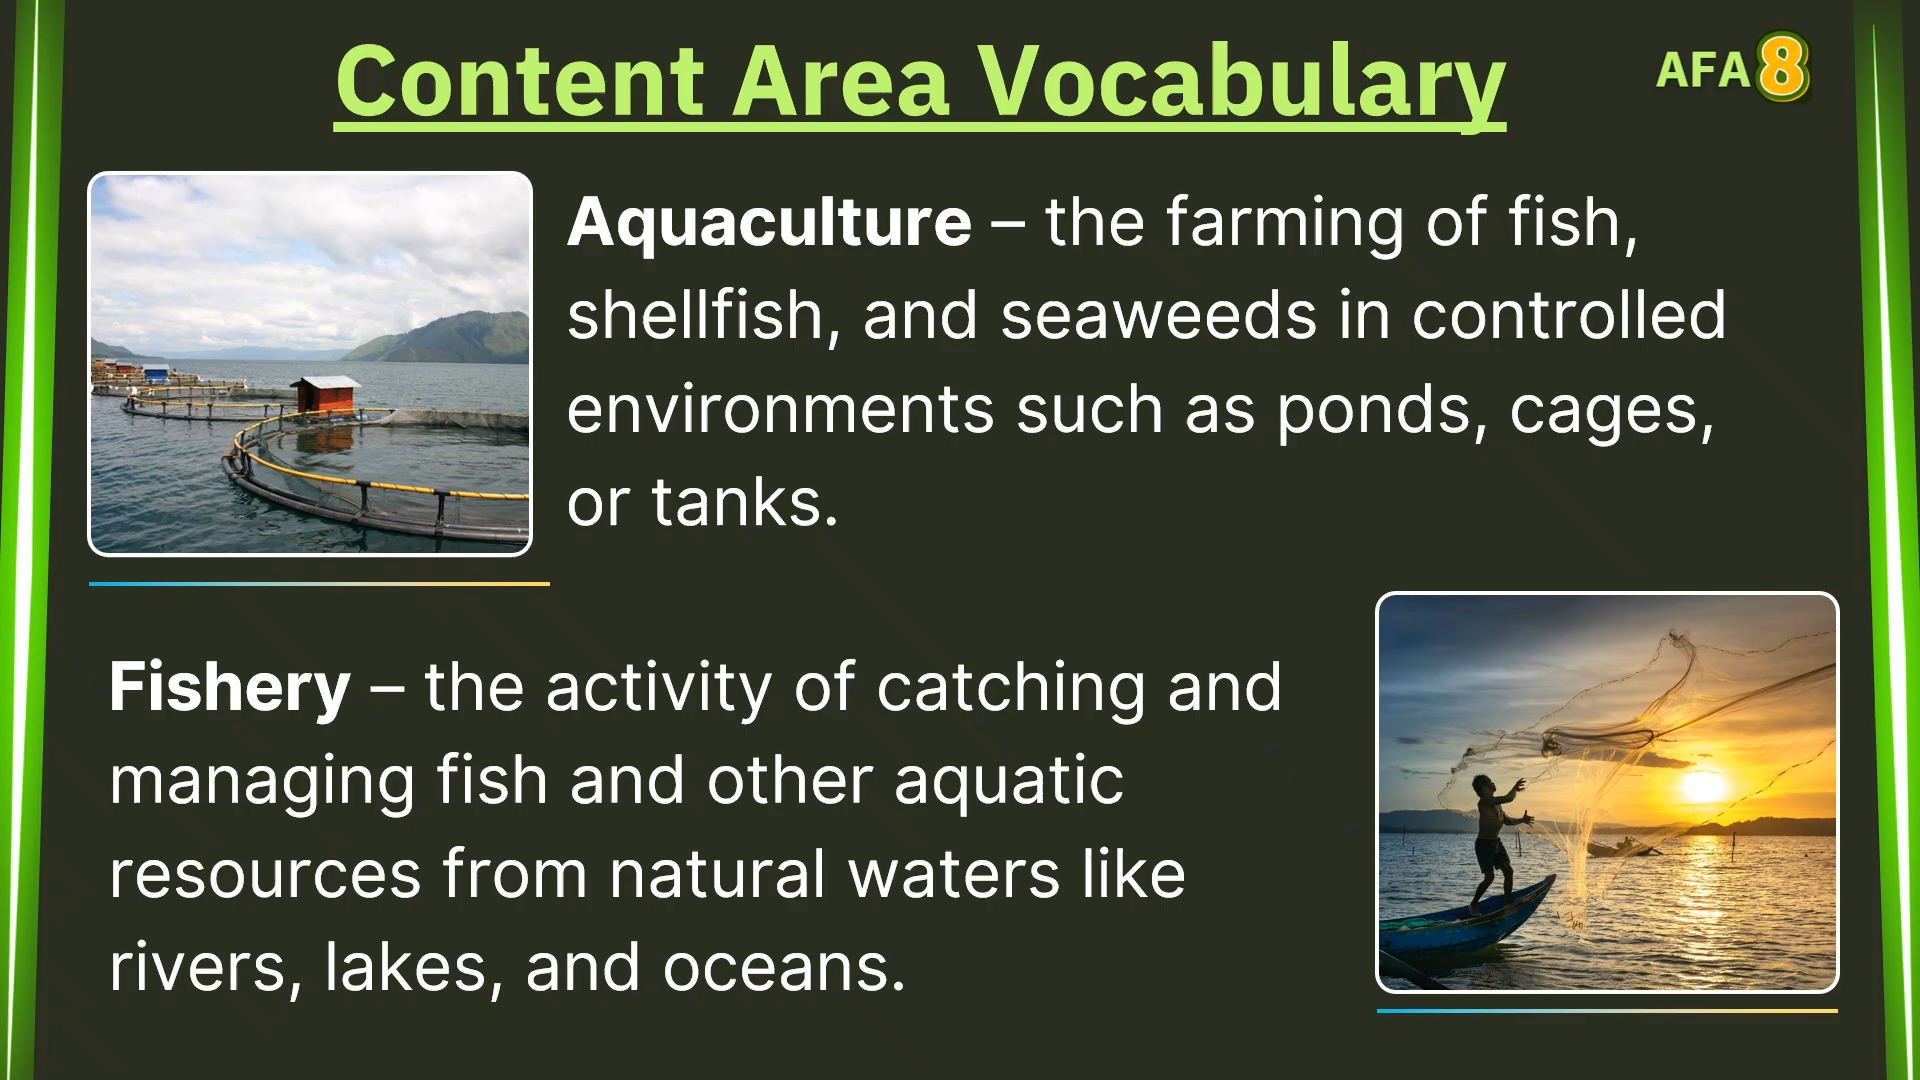 Content Area Vocabulary
AFA 8
Aquaculture – the farming of fish,
shellfish, and seaweeds in controlled
environments such as ponds, cages,
or tanks.
Fishery – the activity of catching and
managing fish and other aquatic
resources from natural waters like
rivers, lakes, and oceans.